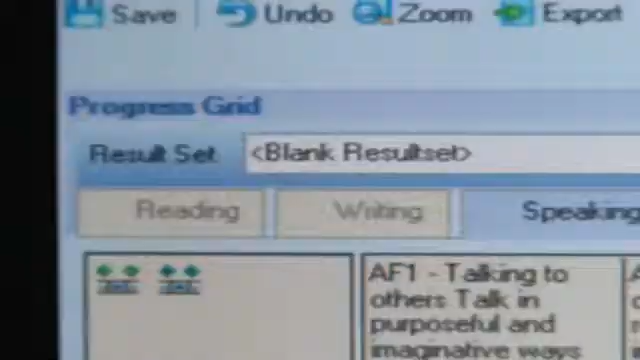 Save Undo Zoom Export
Progress Grid
Result Set <Blank Resultset>
Reading Writing Speaking
AF1 - Talking to
others Talk in
purposeful and
imaginative ways